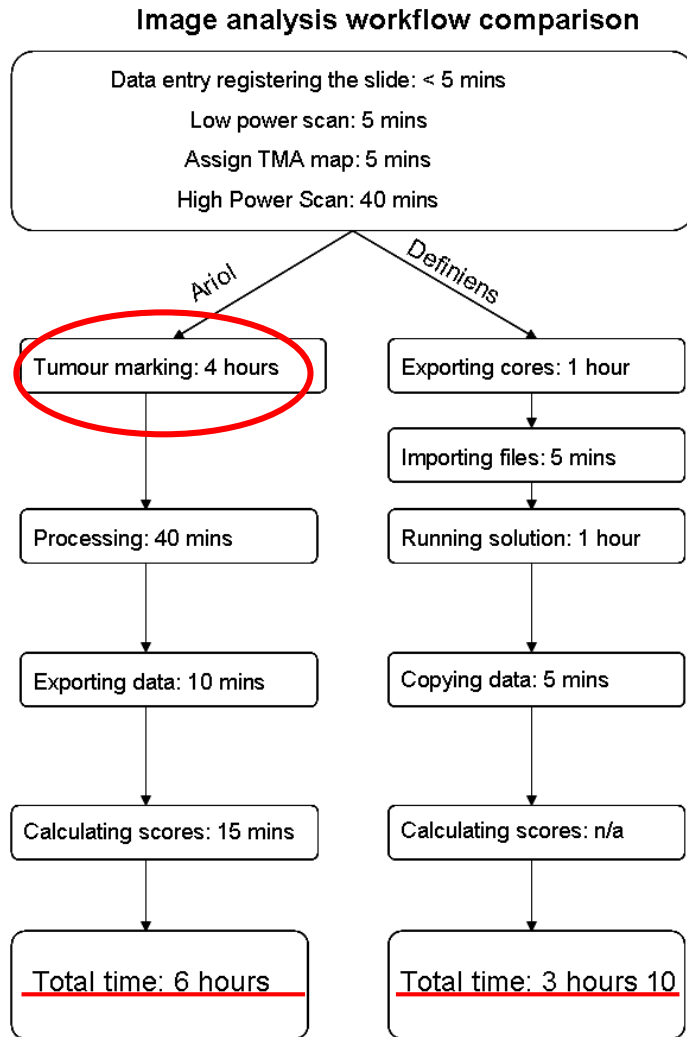 Image analysis workflow comparison
Data entry registering the slide: < 5 mins
Low power scan: 5 mins
Assign TMA map: 5 mins
High Power Scan: 40 mins
Ariol
Definiens
Tumour marking: 4 hours
Exporting cores: 1 hour
Importing files: 5 mins
Processing: 40 mins
Running solution: 1 hour
Exporting data: 10 mins
Copying data: 5 mins
Calculating scores: 15 mins
Calculating scores: n/a
Total time: 6 hours
Total time: 3 hours 10